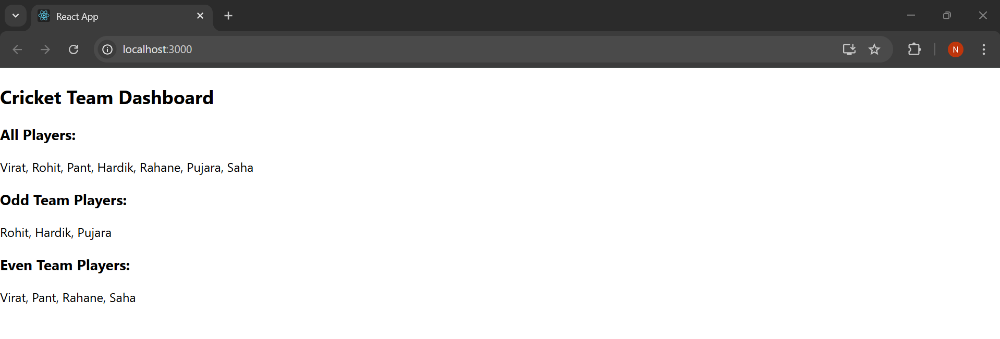 React App
localhost:3000
N
Cricket Team Dashboard
All Players:
Virat, Rohit, Pant, Hardik, Rahane, Pujara, Saha
Odd Team Players:
Rohit, Hardik, Pujara
Even Team Players:
Virat, Pant, Rahane, Saha